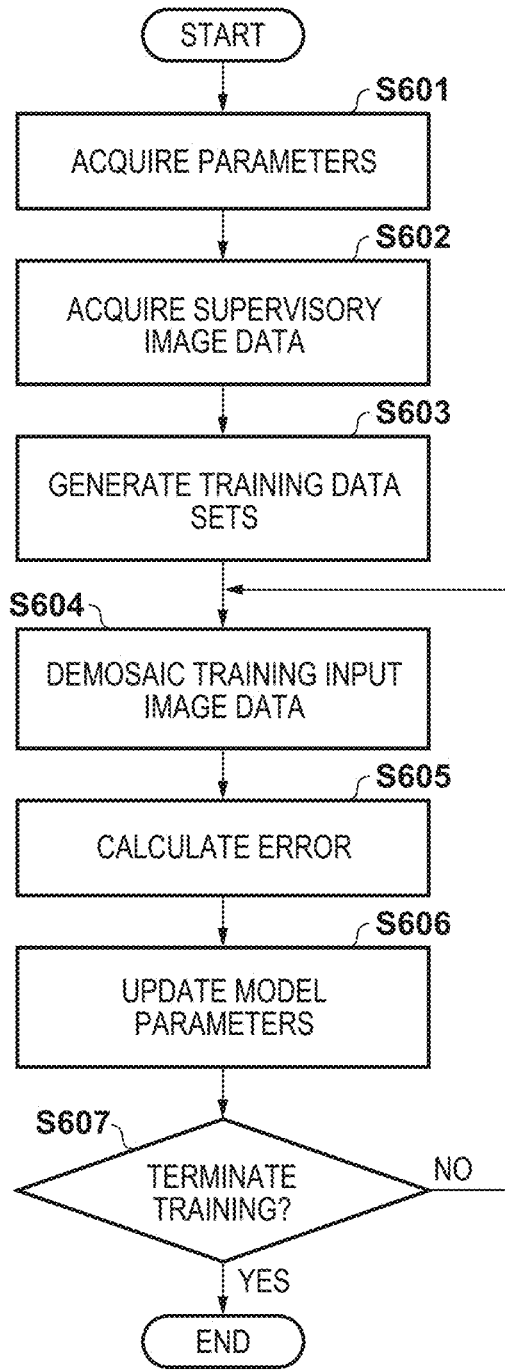 START
S601
ACQUIRE PARAMETERS
S602
ACQUIRE SUPERVISORY
IMAGE DATA
S603
GENERATE TRAINING DATA
SETS
S604
DEMOSAIC TRAINING INPUT
IMAGE DATA
S605
CALCULATE ERROR
S606
UPDATE MODEL
PARAMETERS
S607
TERMINATE
TRAINING?
NO
YES
END